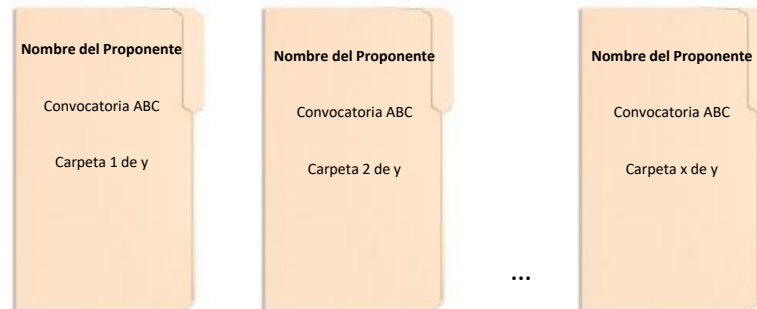 Nombre del Proponente
Convocatoria ABC
Carpeta 1 de y
Nombre del Proponente
Convocatoria ABC
Carpeta 2 de y
...
Nombre del Proponente
Convocatoria ABC
Carpeta x de y